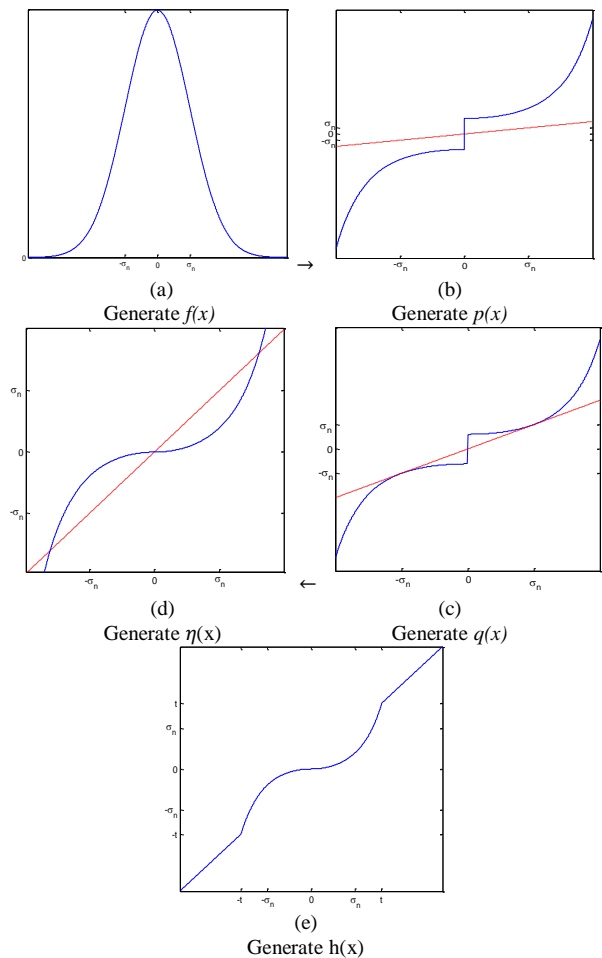 0
-σn 0 σn
→
σn
0
-σn
-σn 0 σn
(a) (b)
Generate f(x) Generate p(x)
σn
0
-σn
-σn 0 σn
←
σn
0
-σn
-σn 0 σn
(d) (c)
Generate η(x) Generate q(x)
t
σn
0
-σn
-t
-t -σn 0 σn t
(e)
Generate h(x)